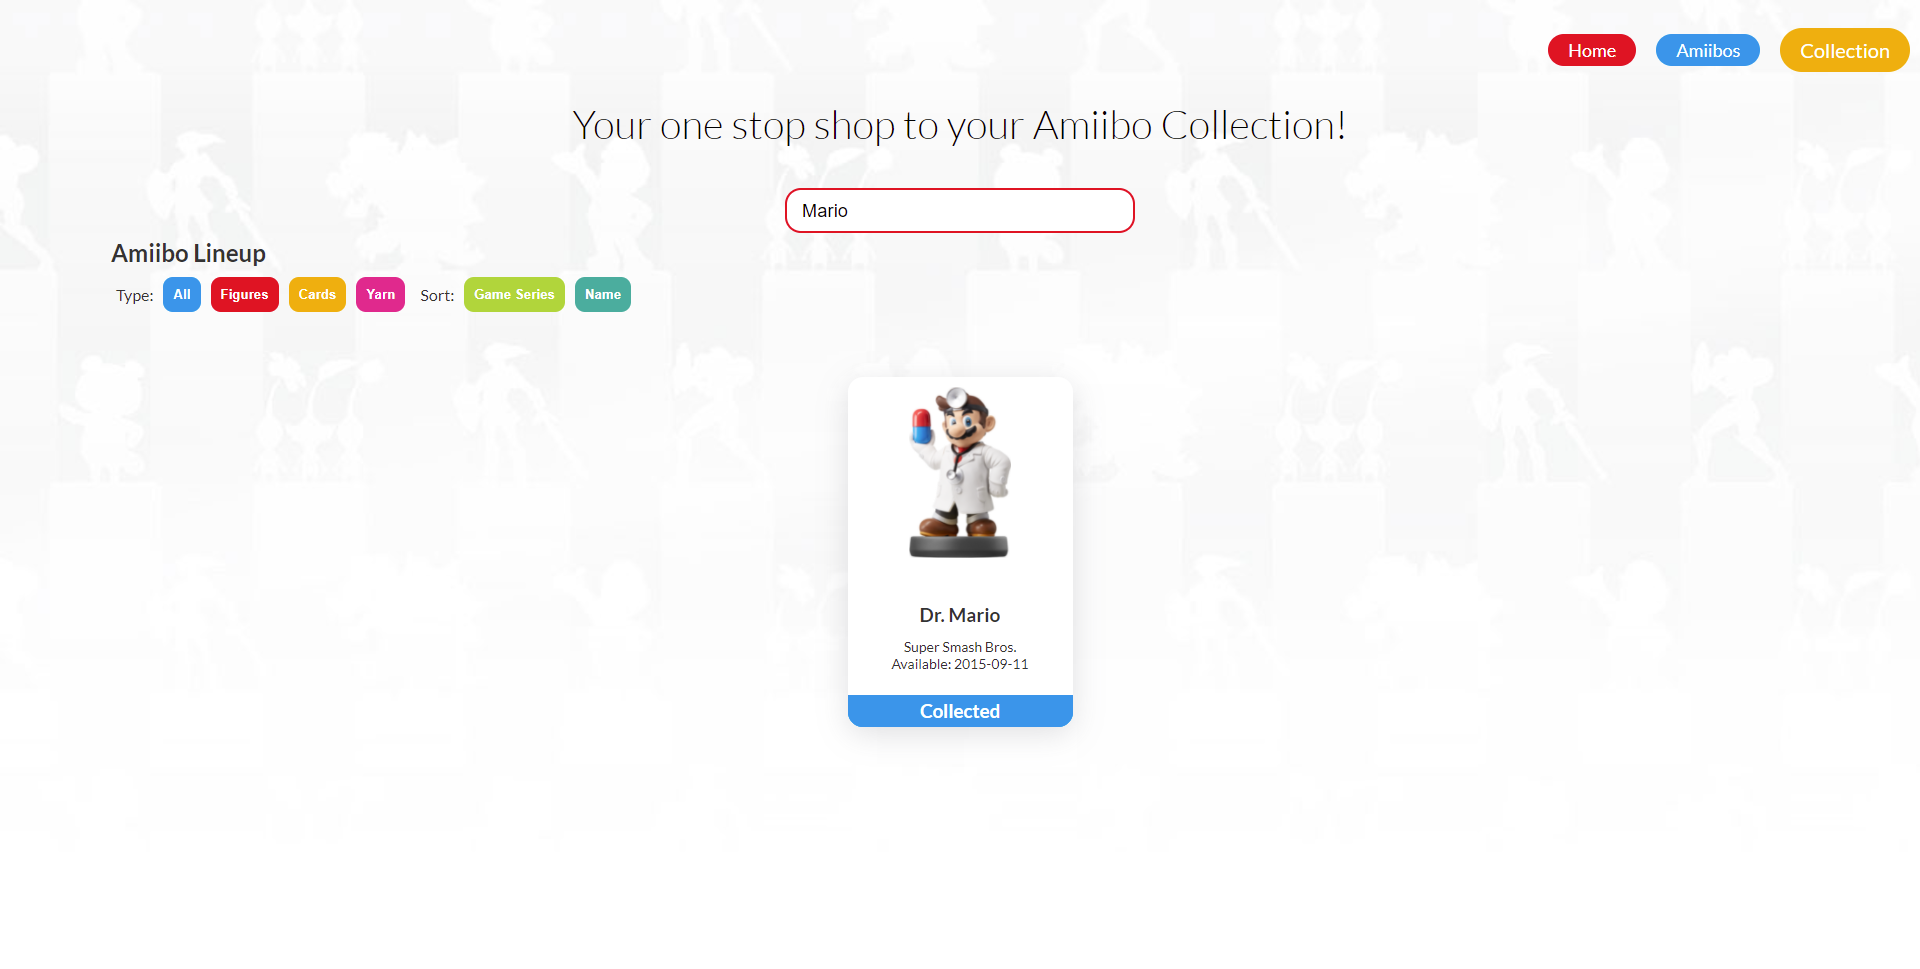 Home
Amiibos
Collection
Your one stop shop to your Amiibo Collection!
Mario
Amiibo Lineup
Type: All Figures Cards Yarn Sort: Game Series Name
Dr. Mario
Super Smash Bros.
Available: 2015-09-11
Collected